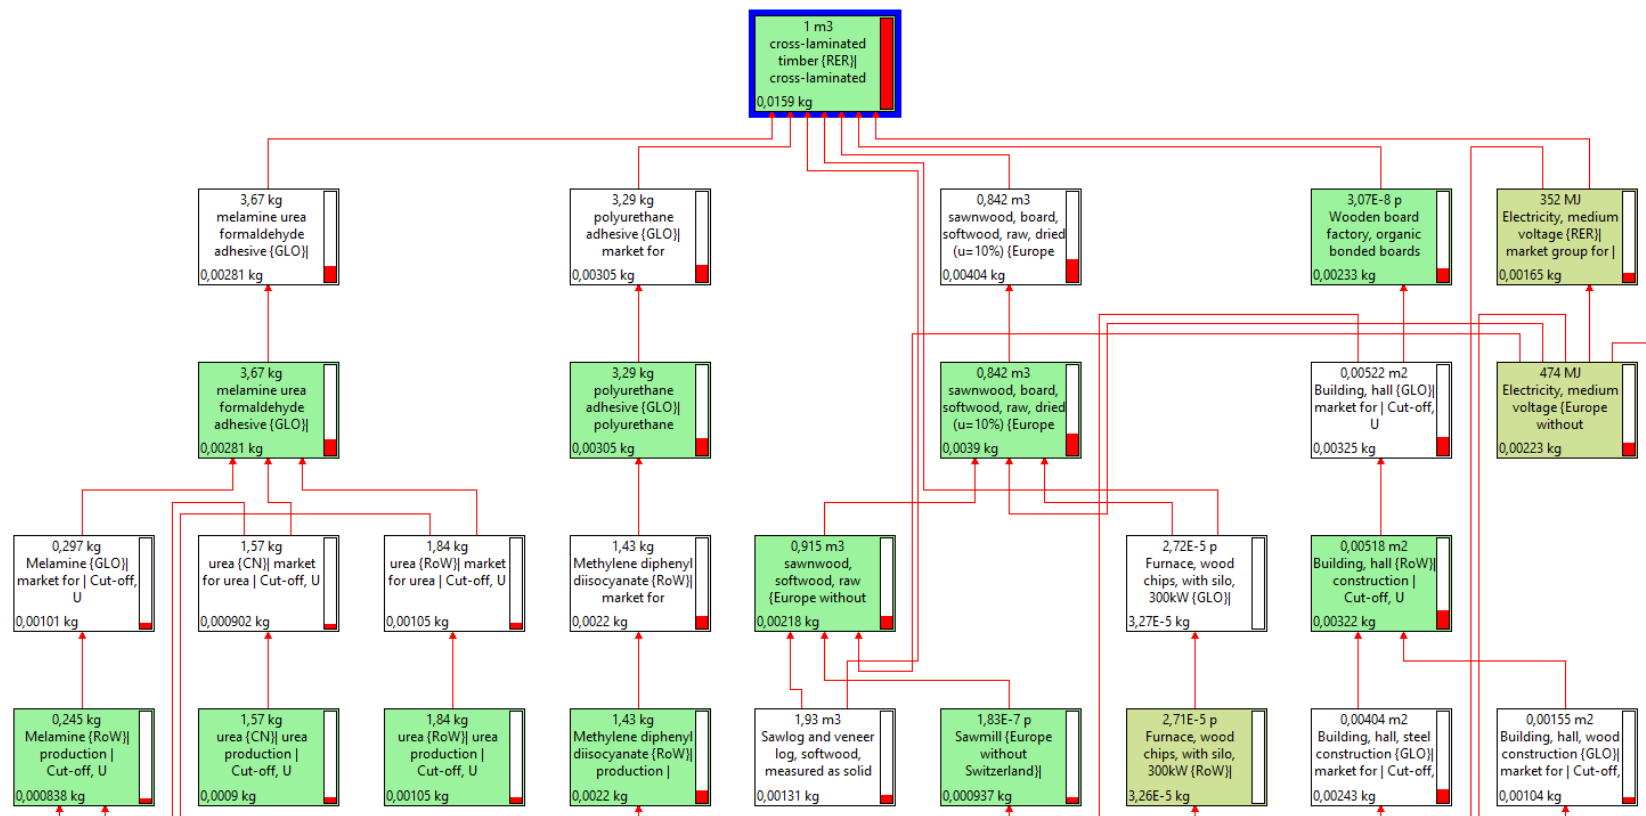 1 m3
cross-laminated
timber {RER}|
cross-laminated
0,0159 kg
3,67 kg
melamine urea
formaldehyde
adhesive {GLO}|
0,00281 kg
3,29 kg
polyurethane
adhesive {GLO}|
market for
0,00305 kg
0,842 m3
sawnwood, board,
softwood, raw, dried
(u=10%) {Europe
0,00404 kg
3,07E-8 p
Wooden board
factory, organic
bonded boards
0,00233 kg
352 MJ
Electricity, medium
voltage {RER}|
market group for |
0,00165 kg
3,67 kg
melamine urea
formaldehyde
adhesive {GLO}|
0,00281 kg
3,29 kg
polyurethane
adhesive {GLO}|
polyurethane
0,00305 kg
0,842 m3
sawnwood, board,
softwood, raw, dried
(u=10%) {Europe
0,0039 kg
0,00522 m2
Building, hall {GLO}|
market for | Cut-off,
U
0,00325 kg
474 MJ
Electricity, medium
voltage {Europe
without
0,00223 kg
0,297 kg
Melamine {GLO}|
market for | Cut-off,
U
0,00101 kg
1,57 kg
urea {CN}| market
for urea | Cut-off, U
0,000902 kg
1,84 kg
urea {RoW}| market
for urea | Cut-off, U
0,00105 kg
1,43 kg
Methylene diphenyl
diisocyanate {RoW}|
market for
0,0022 kg
0,915 m3
sawnwood,
softwood, raw
{Europe without
0,00218 kg
2,72E-5 p
Furnace, wood
chips, with silo,
300kW {GLO}|
3,27E-5 kg
0,00518 m2
Building, hall {RoW}|
construction |
Cut-off, U
0,00322 kg
0,245 kg
Melamine {RoW}|
production |
Cut-off, U
0,000838 kg
1,57 kg
urea {CN}| urea
production |
Cut-off, U
0,0009 kg
1,84 kg
urea {RoW}| urea
production |
Cut-off, U
0,00105 kg
1,43 kg
Methylene diphenyl
diisocyanate {RoW}|
production |
0,0022 kg
1,93 m3
Sawlog and veneer
log, softwood,
measured as solid
0,00131 kg
1,83E-7 p
Sawmill {Europe
without
Switzerland}|
0,000937 kg
2,71E-5 p
Furnace, wood
chips, with silo,
300kW {RoW}|
3,26E-5 kg
0,00404 m2
Building, hall, steel
construction {GLO}|
market for | Cut-off,
0,00243 kg
0,00155 m2
Building, hall, wood
construction {GLO}|
market for | Cut-off,
0,00104 kg